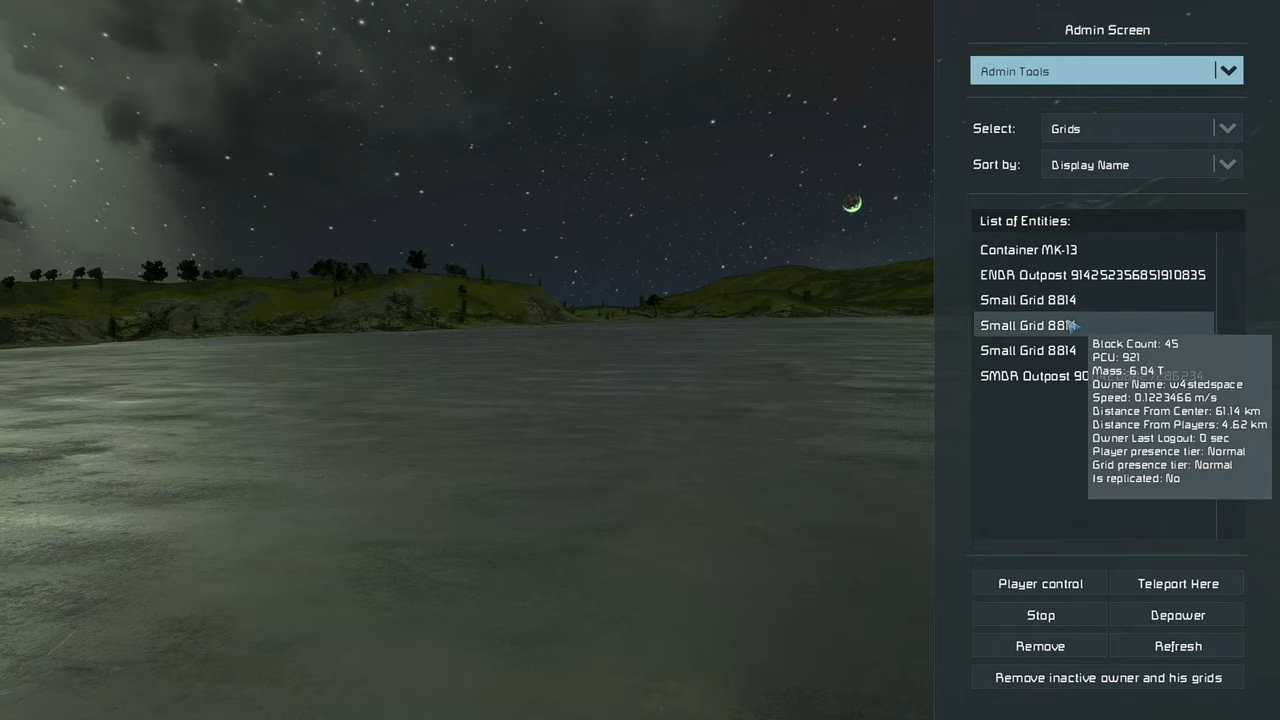 Admin Screen
Admin Tools
Select: Grids
Sort by: Display Name
List of Entities:
Container MK-13
ENDR Outpost 914252356851910835
Small Grid 8814
Small Grid 8814
Small Grid 8814
SMDR Outpost 90
Block Count: 45
PCU: 921
Mass: 6.04 T
Owner Name: w4stedspace
Speed: 0.1223466 m/s
Distance From Center: 61.14 km
Distance From Players: 4.62 km
Owner Last Logout: 0 sec
Player presence tier: Normal
Grid presence tier: Normal
Is replicated: No
Player control
Teleport Here
Stop
Depower
Remove
Refresh
Remove inactive owner and his grids